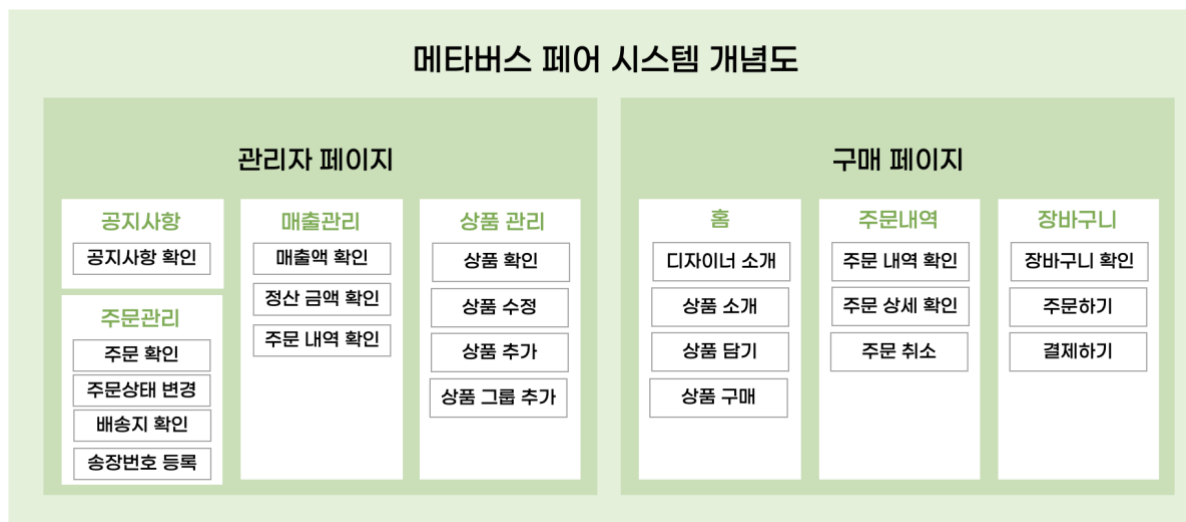 메타버스 페어 시스템 개념도
관리자 페이지
공지사항
공지사항 확인
주문관리
주문 확인
주문상태 변경
배송지 확인
송장번호 등록
매출관리
매출액 확인
정산 금액 확인
주문 내역 확인
상품 관리
상품 확인
상품 수정
상품 추가
상품 그룹 추가
구매 페이지
홈
디자이너 소개
상품 소개
상품 담기
상품 구매
주문내역
주문 내역 확인
주문 상세 확인
주문 취소
장바구니
장바구니 확인
주문하기
결제하기